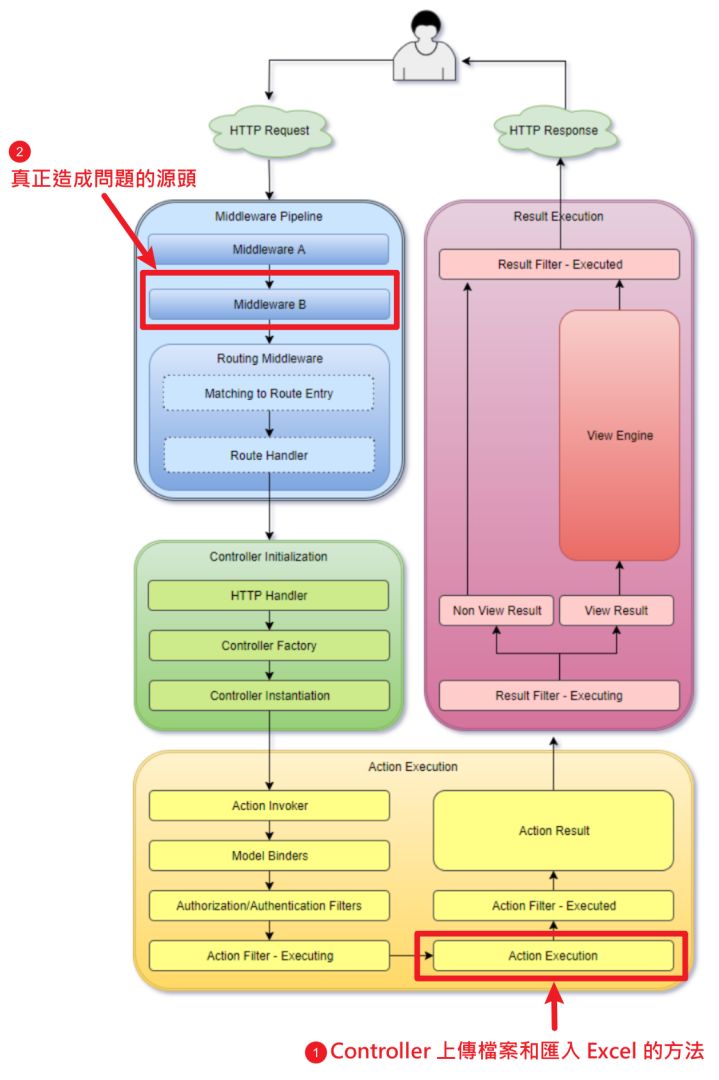 HTTP Request
HTTP Response
2
真正造成問題的源頭
Middleware Pipeline
Middleware A
Middleware B
Routing Middleware
Matching to Route Entry
Route Handler
Controller Initialization
HTTP Handler
Controller Factory
Controller Instantiation
Action Execution
Action Invoker
Model Binders
Authorization/Authentication Filters
Action Filter - Executing
Action Execution
Action Filter - Executed
Action Result
Result Execution
Result Filter - Executed
View Engine
Non View Result
View Result
Result Filter - Executing
1 Controller 上傳檔案和匯入 Excel 的方法